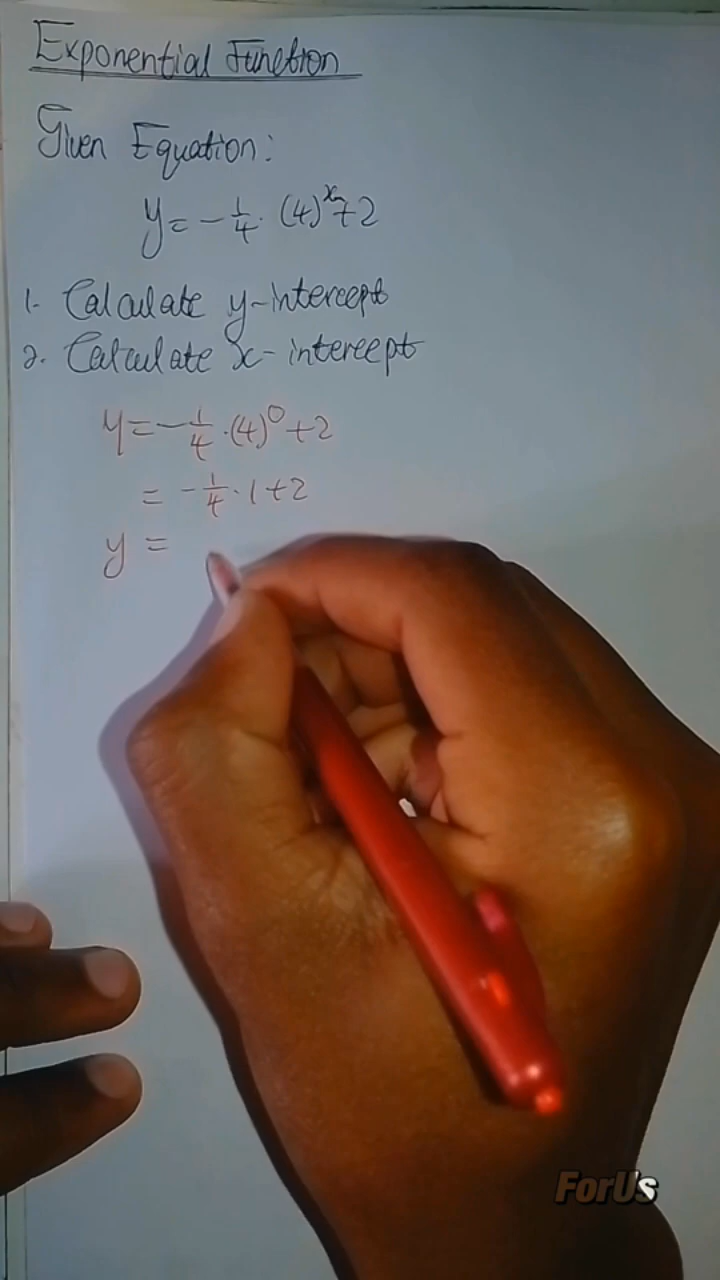 Exponential Function
Given Equation:
y = -1/4 · (4)^x + 2
1. Calculate y-intercept
2. Calculate x-intercept
y = -1/4 · (4)^0 + 2
= -1/4 · 1 + 2
y =
ForUs